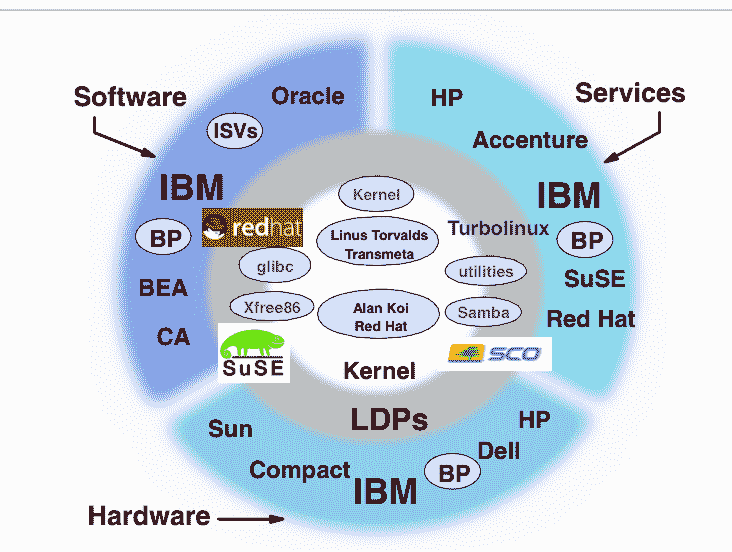 Software
Oracle
ISVs
IBM
BP
redhat
BEA
glibc
CA
Xfree86
SuSE
HP
Services
Accenture
IBM
Turbolinux
BP
utilities
SuSE
Samba
Red Hat
SCO
Kernel
Linus Torvalds
Transmeta
Alan Koi
Red Hat
Kernel
LDPs
Sun
HP
Compact
IBM
BP
Dell
Hardware